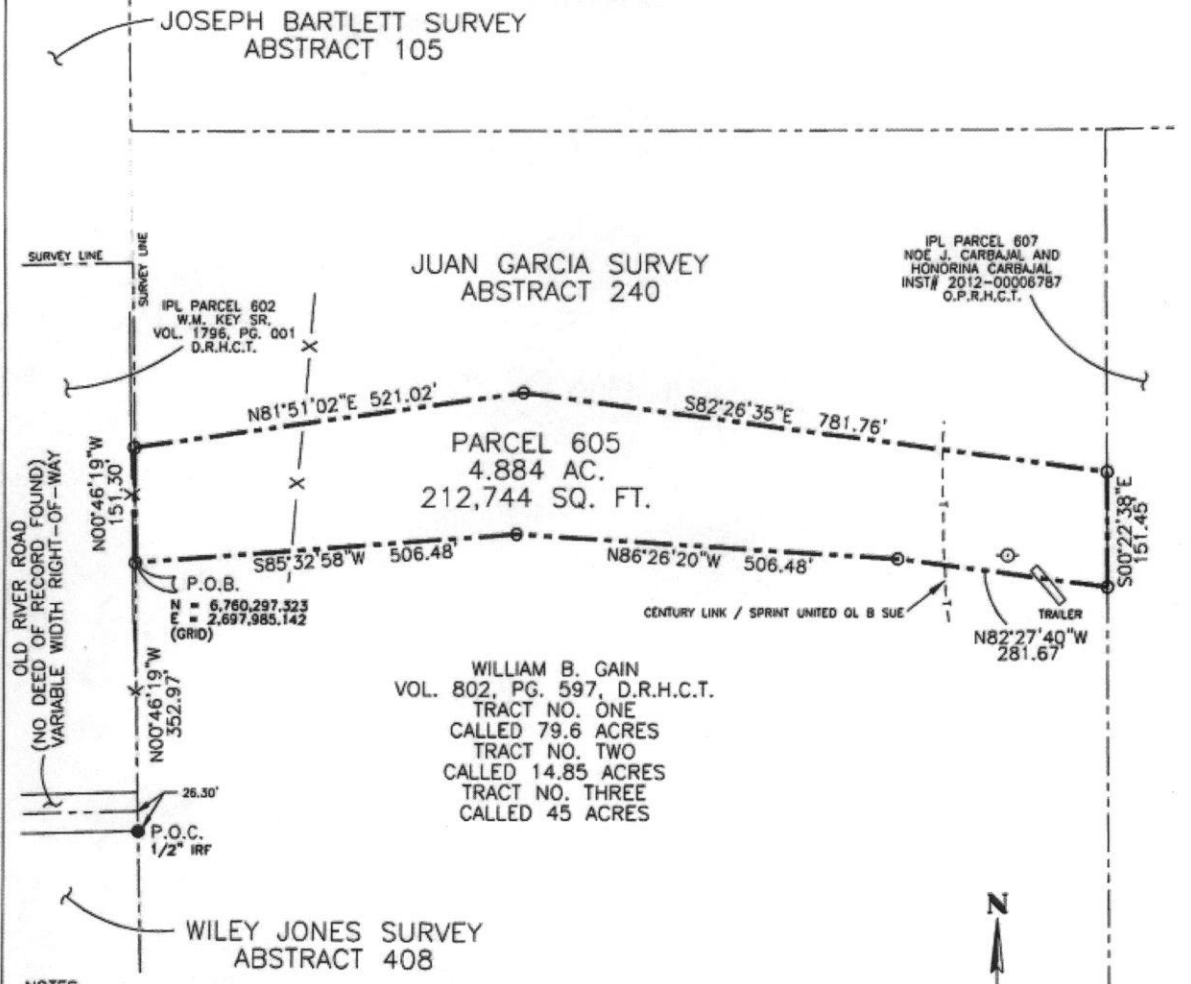 JOSEPH BARTLETT SURVEY
ABSTRACT 105
SURVEY LINE
SURVEY LINE
IPL PARCEL 602
W.M. KEY SR.
VOL. 1796, PG. 001
D.R.H.C.T.
JUAN GARCIA SURVEY
ABSTRACT 240
IPL PARCEL 607
NOE J. CARBAJAL AND
HONORINA CARBAJAL
INST# 2012-00006787
O.P.R.H.C.T.
N81°51'02"E 521.02'
S82°26'35"E 781.76'
PARCEL 605
4.884 AC.
212,744 SQ. FT.
N00°46'19"W
151.30'
S00°22'38"E
151.45'
S85°32'58"W 506.48'
N86°26'20"W 506.48'
P.O.B.
N = 6,760,297.323
E = 2,697,985.142
(GRID)
CENTURY LINK / SPRINT UNITED QL B SUE
TRAILER
N82°27'40"W
281.67'
OLD RIVER ROAD
(NO DEED OF RECORD FOUND)
VARIABLE WIDTH RIGHT-OF-WAY
N00°46'19"W
352.97'
WILLIAM B. GAIN
VOL. 802, PG. 597, D.R.H.C.T.
TRACT NO. ONE
CALLED 79.6 ACRES
TRACT NO. TWO
CALLED 14.85 ACRES
TRACT NO. THREE
CALLED 45 ACRES
26.30'
P.O.C.
1/2" IRF
WILEY JONES SURVEY
ABSTRACT 408
N